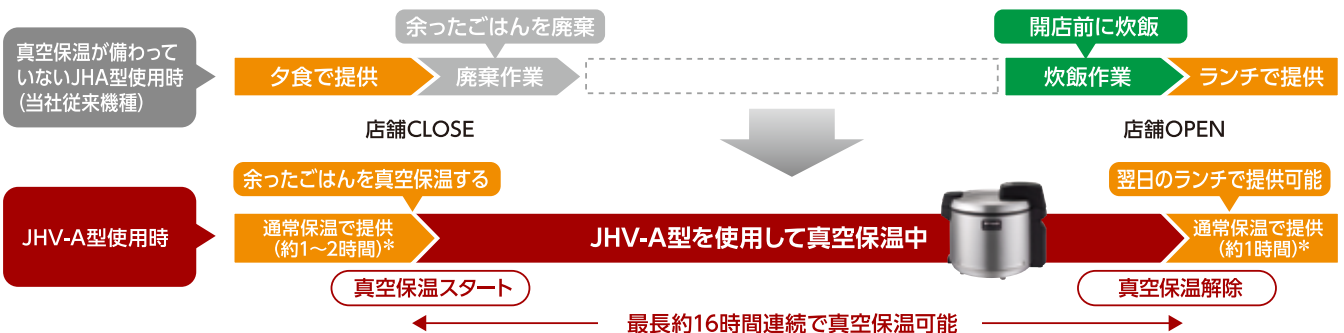 余ったごはんを廃棄
開店前に炊飯
真空保温が備わって
いないJHA型使用時
（当社従来機種）
夕食で提供
廃棄作業
炊飯作業
ランチで提供
店舗CLOSE
店舗OPEN
余ったごはんを真空保温する
翌日のランチで提供可能
JHV-A型使用時
通常保温で提供
（約1～2時間）*
JHV-A型を使用して真空保温中
通常保温で提供
（約1時間）*
真空保温スタート
真空保温解除
最長約16時間連続で真空保温可能